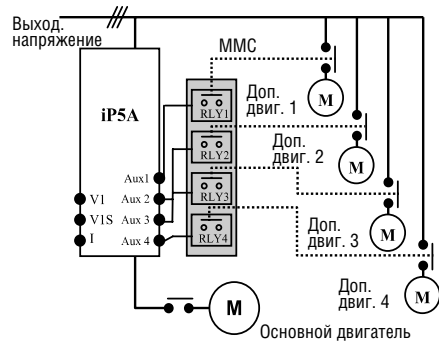 Выход.
напряжение
ММС
iP5A
RLY1
M
Доп.
двиг. 1
RLY2
M
Доп.
двиг. 2
Aux1
V1
Aux 2
RLY3
V1S
Aux 3
M
I
Aux 4
RLY4
Доп.
двиг. 3
M
Доп.
двиг. 4
M
Основной двигатель